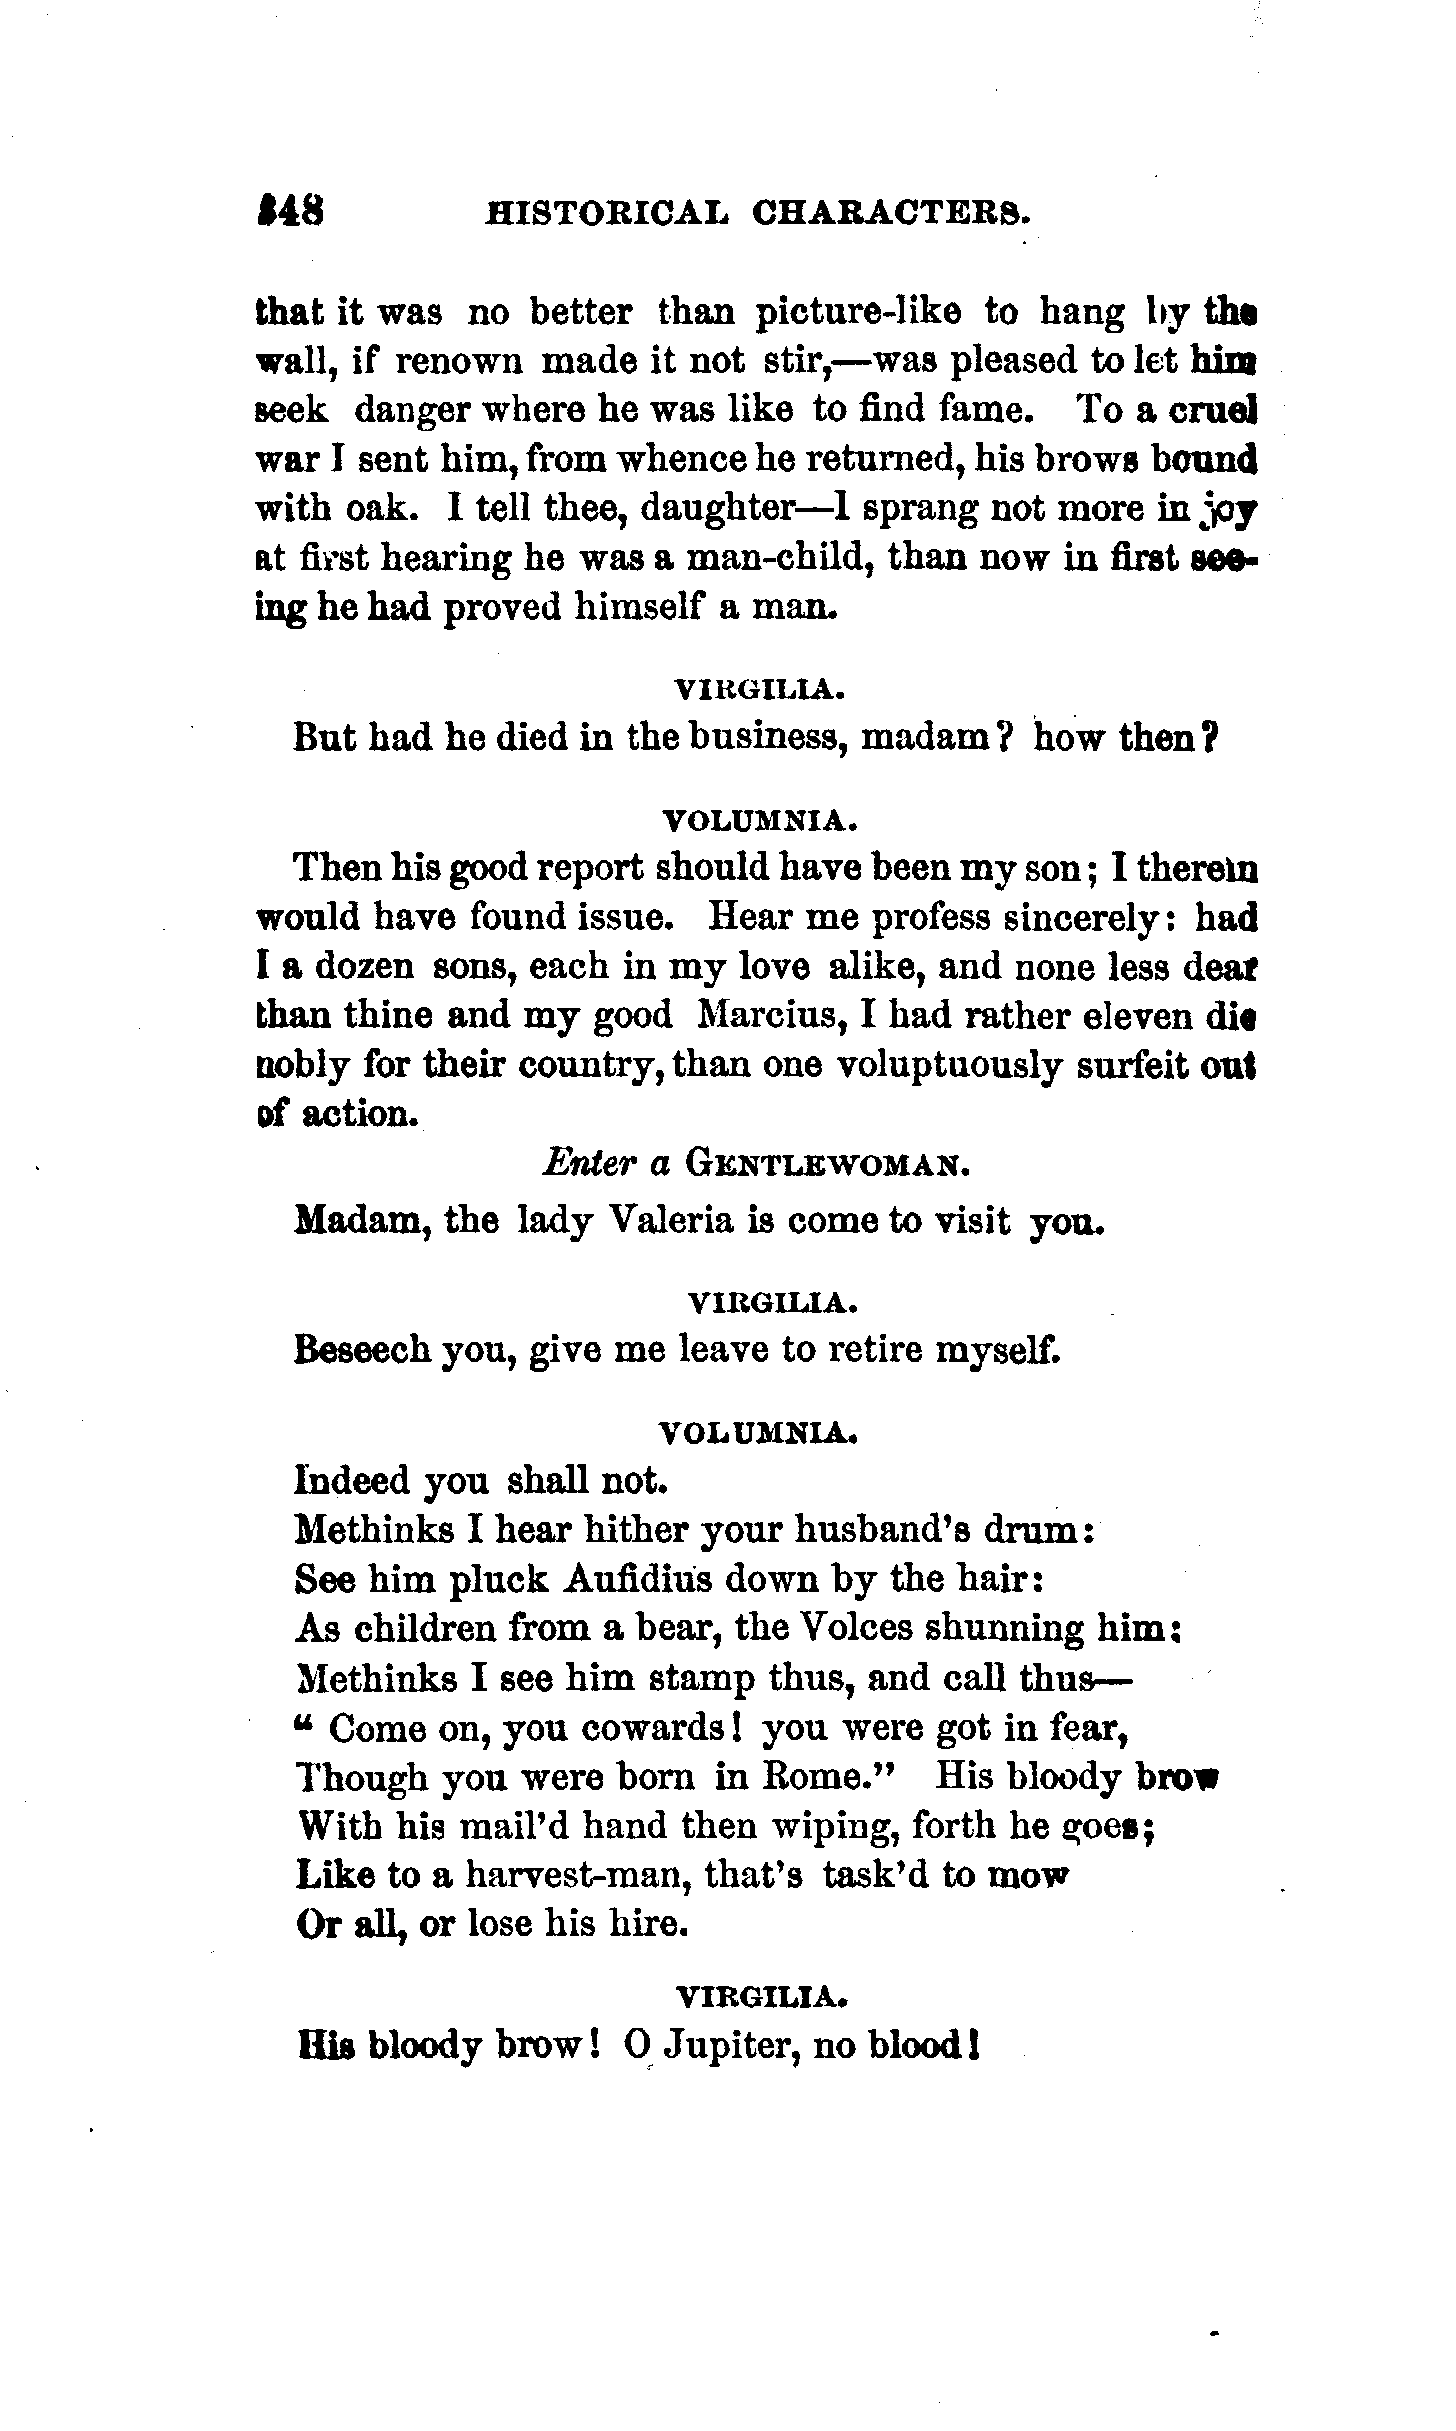 348 HISTORICAL CHARACTERS.
that it was no better than picture-like to hang by the
wall, if renown made it not stir,—was pleased to let him
seek danger where he was like to find fame. To a cruel
war I sent him, from whence he returned, his brows bound
with oak. I tell thee, daughter—I sprang not more in joy
at first hearing he was a man-child, than now in first see-
ing he had proved himself a man.
VIRGILIA.
But had he died in the business, madam? how then?
VOLUMNIA.
Then his good report should have been my son; I therein
would have found issue. Hear me profess sincerely: had
I a dozen sons, each in my love alike, and none less dear
than thine and my good Marcius, I had rather eleven die
nobly for their country, than one voluptuously surfeit out
of action.
Enter a GENTLEWOMAN.
Madam, the lady Valeria is come to visit you.
VIRGILIA.
Beseech you, give me leave to retire myself.
VOLUMNIA.
Indeed you shall not.
Methinks I hear hither your husband's drum:
See him pluck Aufidius down by the hair:
As children from a bear, the Volces shunning him;
Methinks I see him stamp thus, and call thus—
" Come on, you cowards! you were got in fear,
Though you were born in Rome." His bloody brow
With his mail'd hand then wiping, forth he goes;
Like to a harvest-man, that's task'd to mow
Or all, or lose his hire.
VIRGILIA.
His bloody brow! O Jupiter, no blood!